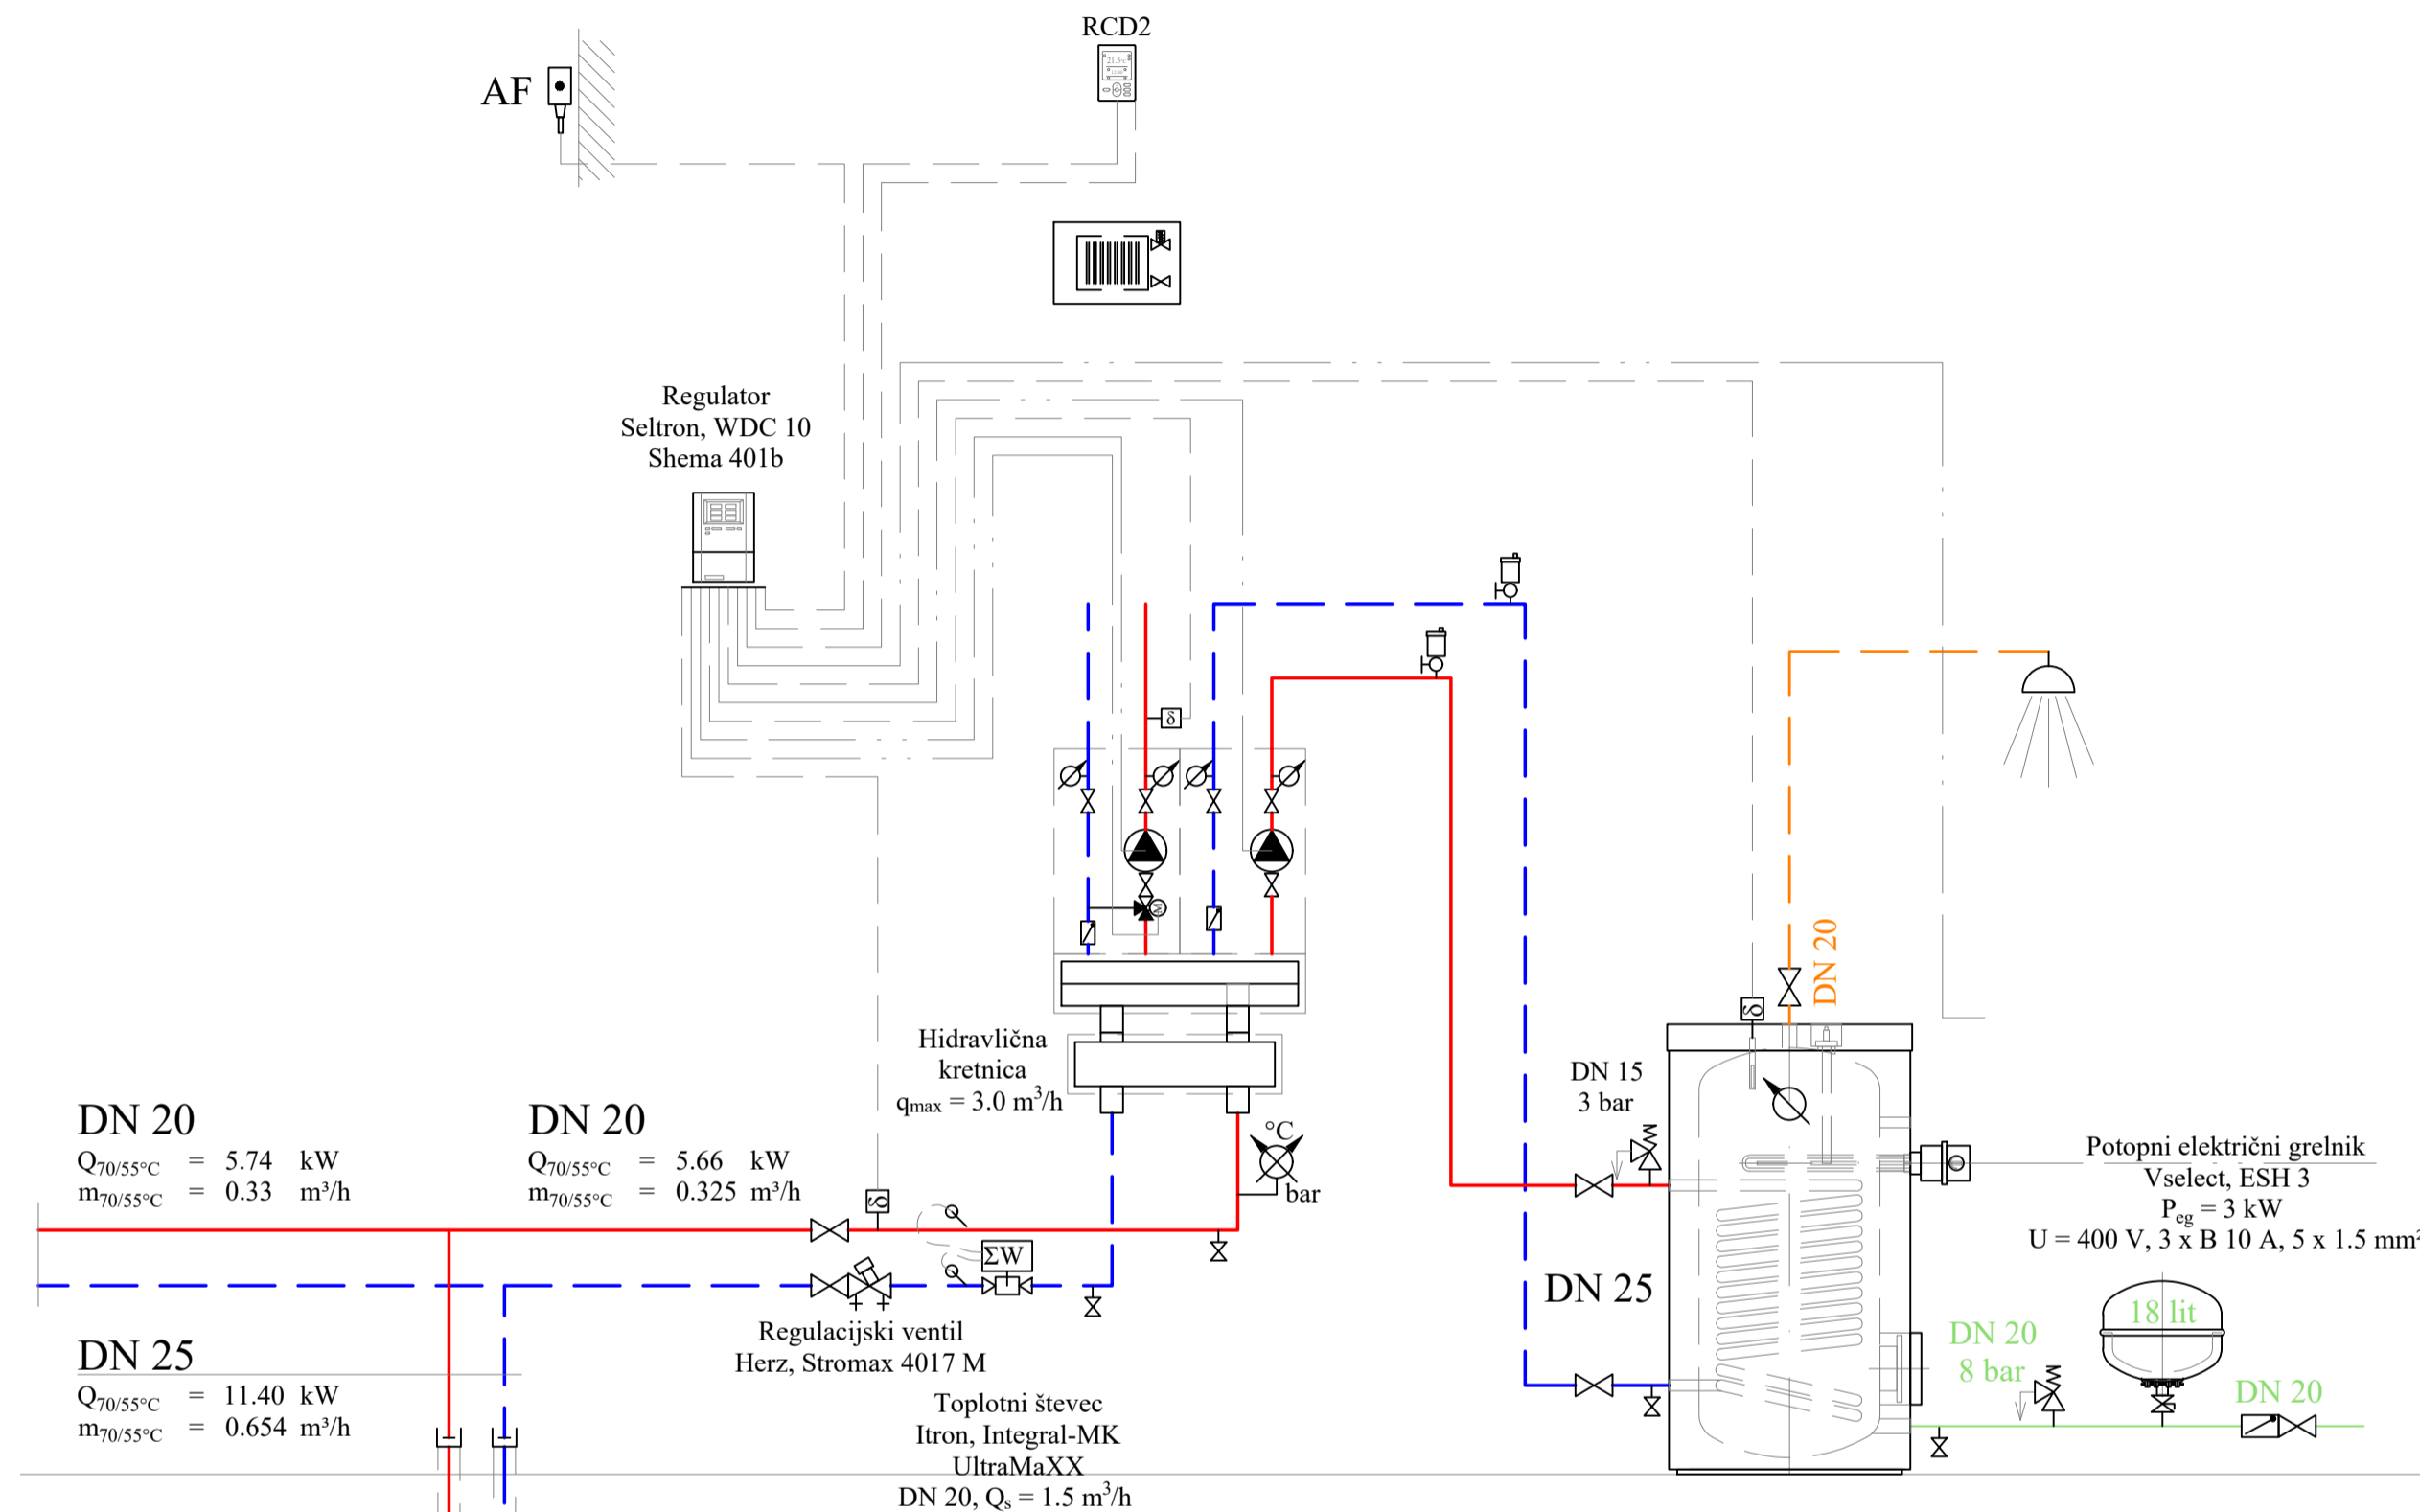 RCD2
AF
21.5°C
Regulator
Seltron, WDC 10
Shema 401b
δ
M
DN 20
δ
Hidravlična
kretnica
qmax = 3.0 m³/h
DN 15
3 bar
DN 20
Q70/55°C = 5.74 kW
m70/55°C = 0.33 m³/h
DN 20
Q70/55°C = 5.66 kW
m70/55°C = 0.325 m³/h
°C
bar
δ
ΣW
Potopni električni grelnik
Vselect, ESH 3
Peg = 3 kW
U = 400 V, 3 x B 10 A, 5 x 1.5 mm²
DN 25
18 lit
Regulacijski ventil
Herz, Stromax 4017 M
DN 20
8 bar
DN 20
DN 25
Q70/55°C = 11.40 kW
m70/55°C = 0.654 m³/h
Toplotni števec
Itron, Integral-MK
UltraMaXX
DN 20, Qs = 1.5 m³/h